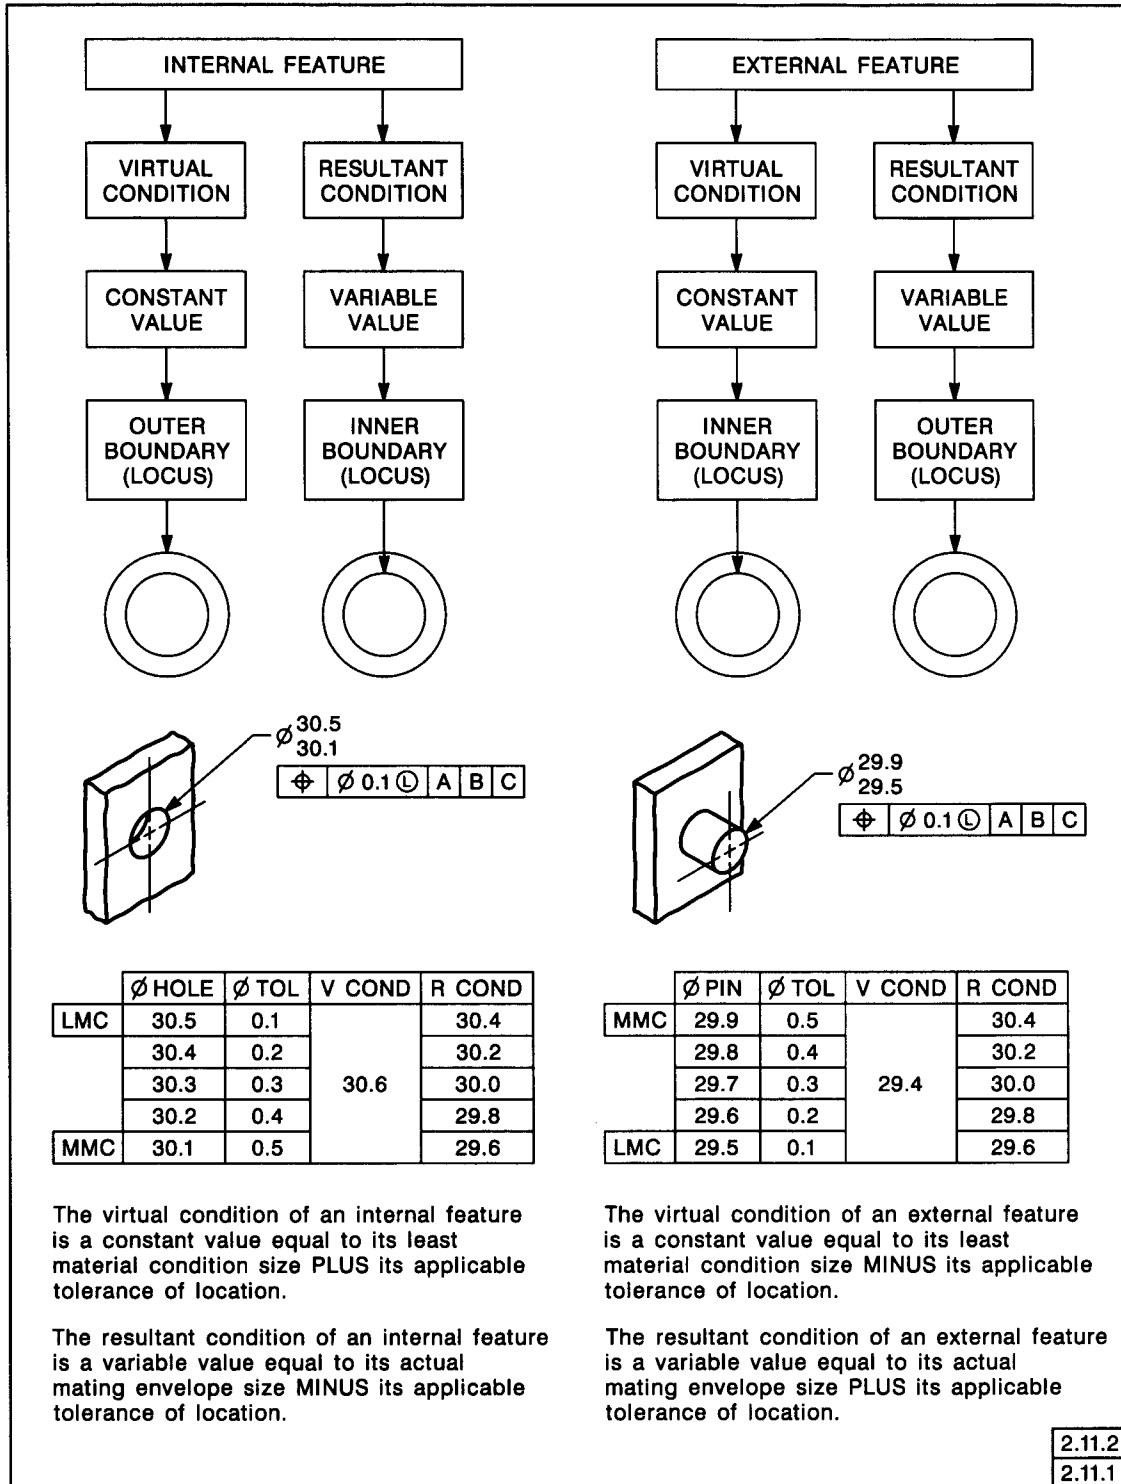 INTERNAL FEATURE
VIRTUAL
CONDITION
RESULTANT
CONDITION
CONSTANT
VALUE
VARIABLE
VALUE
OUTER
BOUNDARY
(LOCUS)
INNER
BOUNDARY
(LOCUS)
⌀ 30.5
30.1
⌖ ⌀ 0.1 Ⓛ A B C
⌀ HOLE ⌀ TOL V COND R COND
LMC 30.5 0.1 30.4
30.4 0.2 30.2
30.3 0.3 30.6 30.0
30.2 0.4 29.8
MMC 30.1 0.5 29.6
The virtual condition of an internal feature
is a constant value equal to its least
material condition size PLUS its applicable
tolerance of location.
The resultant condition of an internal feature
is a variable value equal to its actual
mating envelope size MINUS its applicable
tolerance of location.
EXTERNAL FEATURE
VIRTUAL
CONDITION
RESULTANT
CONDITION
CONSTANT
VALUE
VARIABLE
VALUE
INNER
BOUNDARY
(LOCUS)
OUTER
BOUNDARY
(LOCUS)
⌀ 29.9
29.5
⌖ ⌀ 0.1 Ⓛ A B C
⌀ PIN ⌀ TOL V COND R COND
MMC 29.9 0.5 30.4
29.8 0.4 30.2
29.7 0.3 29.4 30.0
29.6 0.2 29.8
LMC 29.5 0.1 29.6
The virtual condition of an external feature
is a constant value equal to its least
material condition size MINUS its applicable
tolerance of location.
The resultant condition of an external feature
is a variable value equal to its actual
mating envelope size PLUS its applicable
tolerance of location.
2.11.2
2.11.1